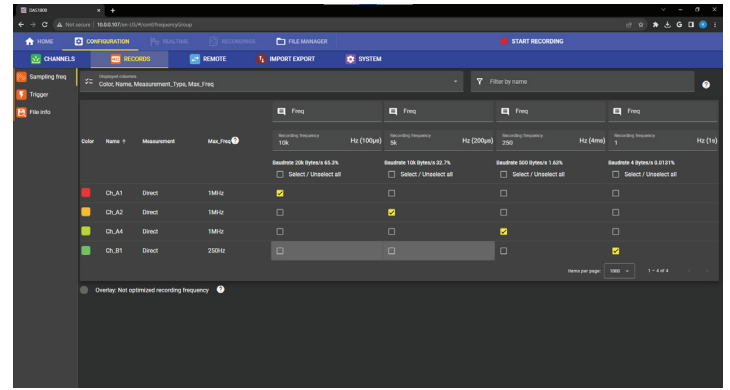 DAS1800
Not secure 10.0.0.107/en-US/#/conf/frequencyGroup
HOME CONFIGURATION REALTIME RECORDINGS FILE MANAGER START RECORDING
CHANNELS RECORDS REMOTE IMPORT EXPORT SYSTEM
Sampling freq
Trigger
File info
Displayed columns
Color, Name, Measurement_Type, Max_Freq
Filter by name
Freq Freq Freq Freq
Color Name ↑ Measurement Max_Freq
Recording frequency Recording frequency Recording frequency Recording frequency
10k Hz (100µs) 5k Hz (200µs) 250 Hz (4ms) 1 Hz (1s)
Baudrate 20k Bytes/s 65.3% Baudrate 10k Bytes/s 32.7% Baudrate 500 Bytes/s 1.63% Baudrate 4 Bytes/s 0.0131%
Select / Unselect all Select / Unselect all Select / Unselect all Select / Unselect all
Ch_A1 Direct 1MHz
Ch_A2 Direct 1MHz
Ch_A4 Direct 1MHz
Ch_B1 Direct 250Hz
Items per page: 1000 1 – 4 of 4
Overlay: Not optimized recording frequency